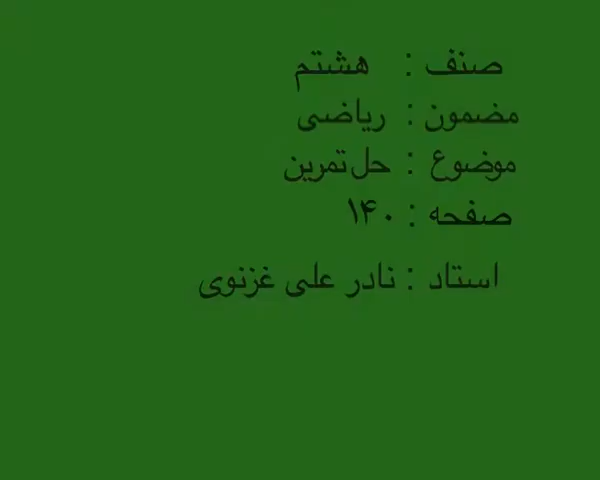 صنف : هشتم
مضمون : ریاضی
موضوع : حل تمرین
صفحه : ۱۴۰
استاد : نادر علی غزنوی